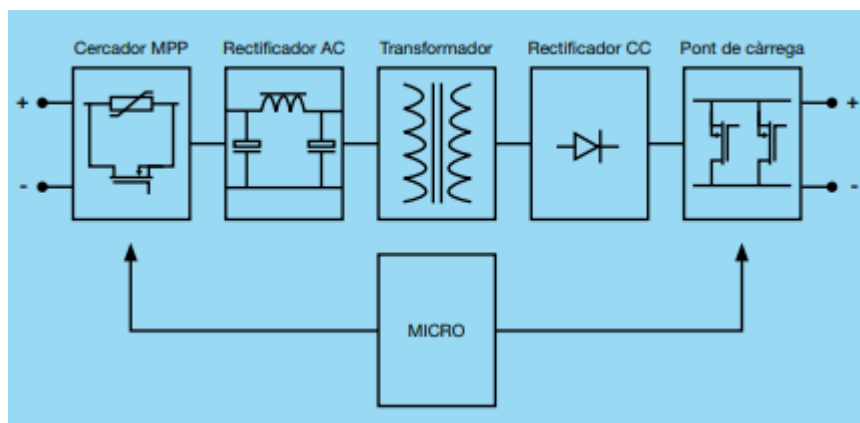 Cercador MPP
Rectificador AC
Transformador
Rectificador CC
Pont de càrrega
+
+
-
-
MICRO